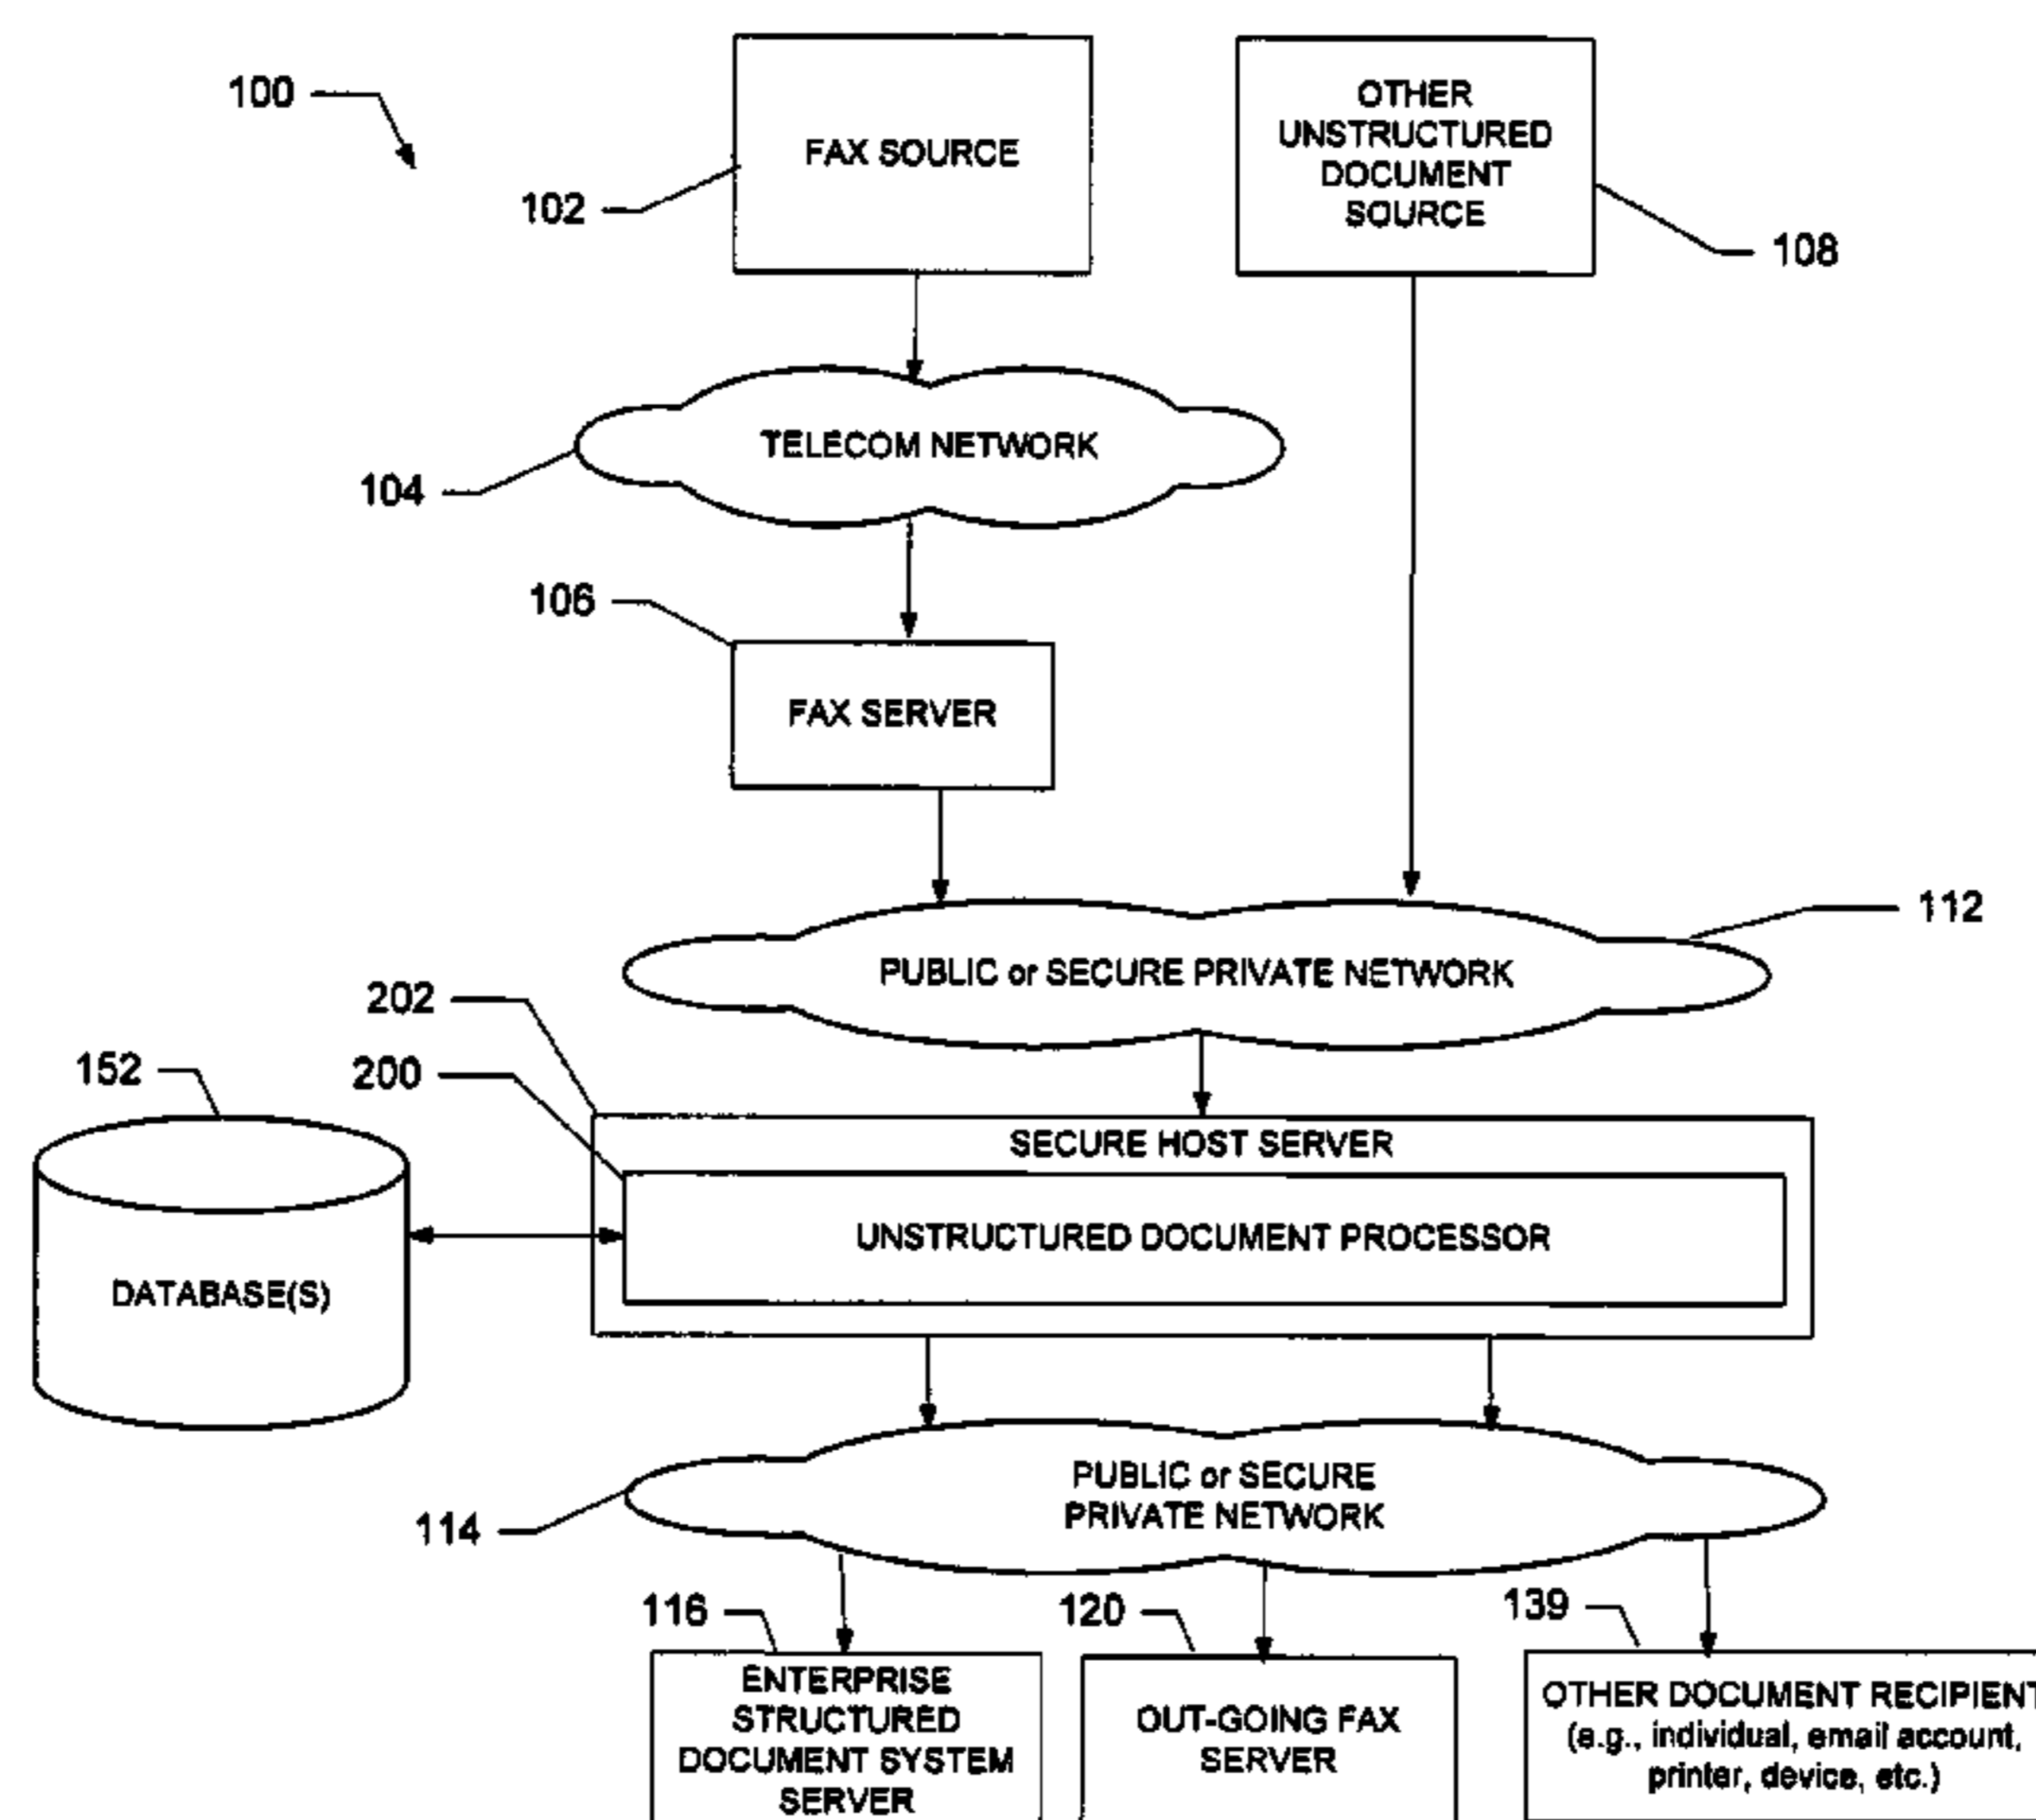 100
FAX SOURCE
102
OTHER
UNSTRUCTURED
DOCUMENT
SOURCE
108
TELECOM NETWORK
104
106
FAX SERVER
112
PUBLIC or SECURE PRIVATE NETWORK
202
152
200
SECURE HOST SERVER
UNSTRUCTURED DOCUMENT PROCESSOR
DATABASE(S)
PUBLIC or SECURE
PRIVATE NETWORK
114
116
120
139
ENTERPRISE
STRUCTURED
DOCUMENT SYSTEM
SERVER
OUT-GOING FAX
SERVER
OTHER DOCUMENT RECIPIENT
(e.g., individual, email account,
printer, device, etc.)